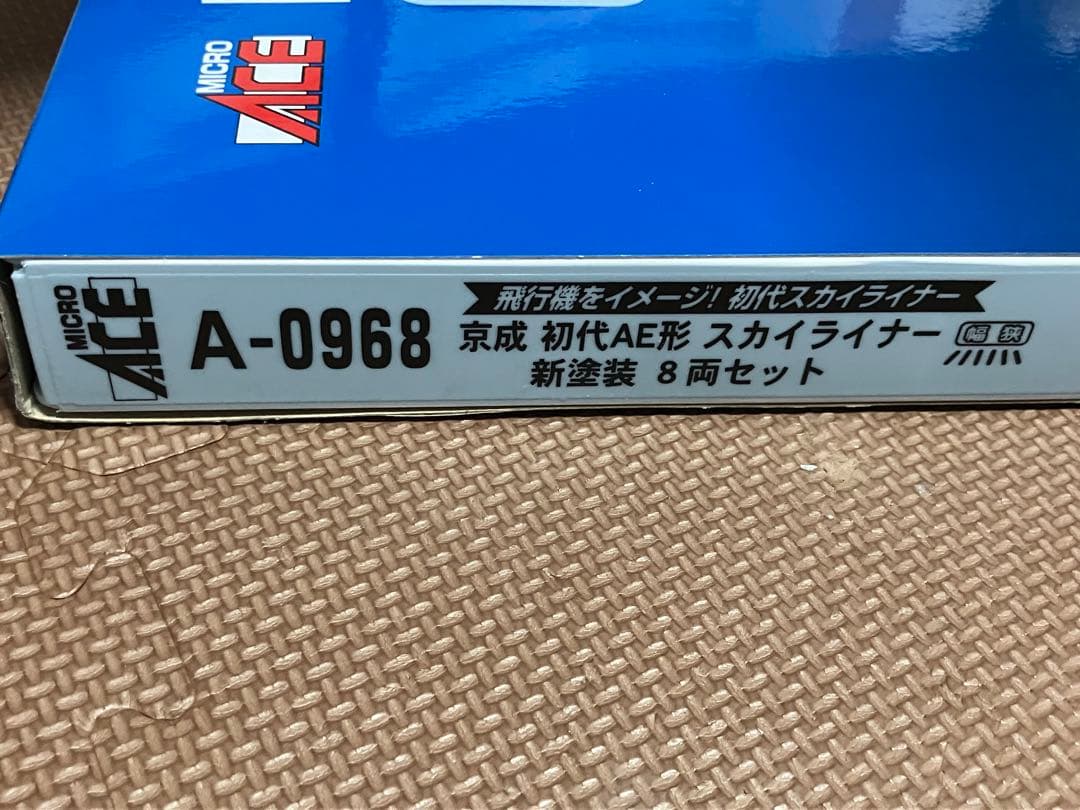 MICRO
ACE
MICRO
ACE
A-0968
飛行機をイメージ! 初代スカイライナー
京成 初代AE形 スカイライナー 幅狭
新塗装 8両セット